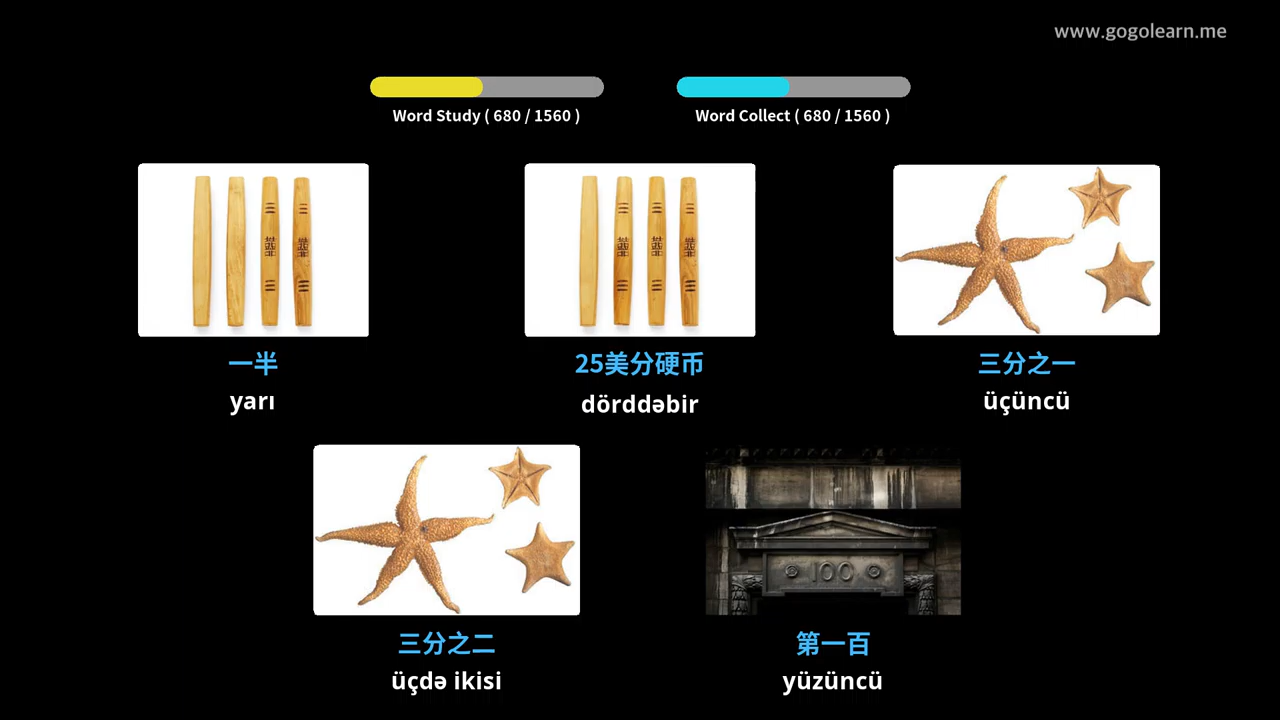 www.gogolearn.me
Word Study ( 680 / 1560 )
Word Collect ( 680 / 1560 )
一半
yarı
25美分硬币
dörddəbir
三分之一
üçüncü
100
三分之二
üçdə ikisi
第一百
yüzüncü